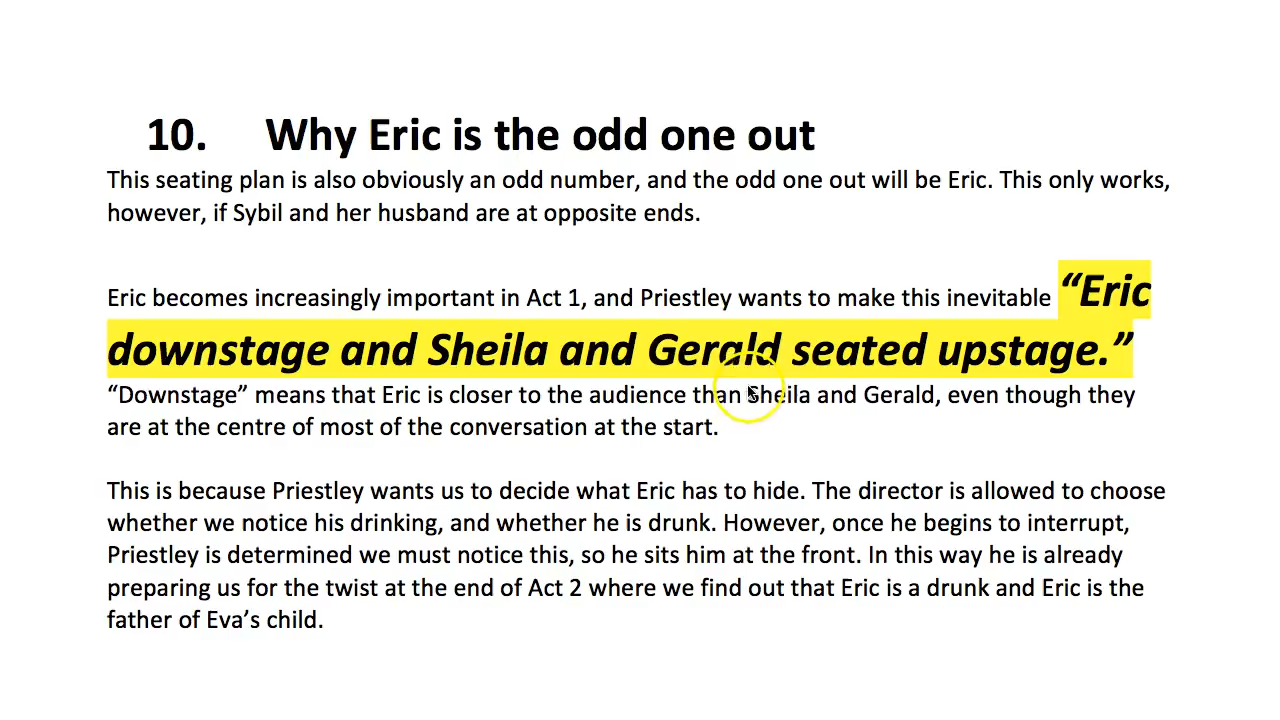 10. Why Eric is the odd one out
This seating plan is also obviously an odd number, and the odd one out will be Eric. This only works,
however, if Sybil and her husband are at opposite ends.
Eric becomes increasingly important in Act 1, and Priestley wants to make this inevitable “Eric
downstage and Sheila and Gerald seated upstage.”
“Downstage” means that Eric is closer to the audience than Sheila and Gerald, even though they
are at the centre of most of the conversation at the start.
This is because Priestley wants us to decide what Eric has to hide. The director is allowed to choose
whether we notice his drinking, and whether he is drunk. However, once he begins to interrupt,
Priestley is determined we must notice this, so he sits him at the front. In this way he is already
preparing us for the twist at the end of Act 2 where we find out that Eric is a drunk and Eric is the
father of Eva’s child.